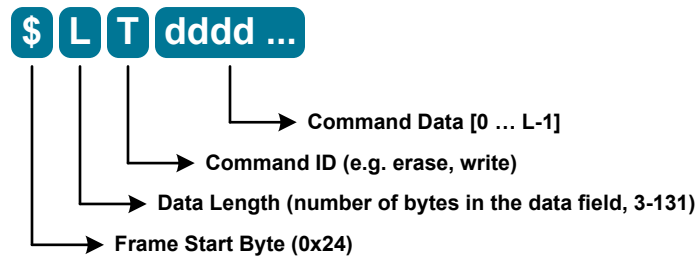 $ L T dddd ...
Command Data [0 … L-1]
Command ID (e.g. erase, write)
Data Length (number of bytes in the data field, 3-131)
Frame Start Byte (0x24)